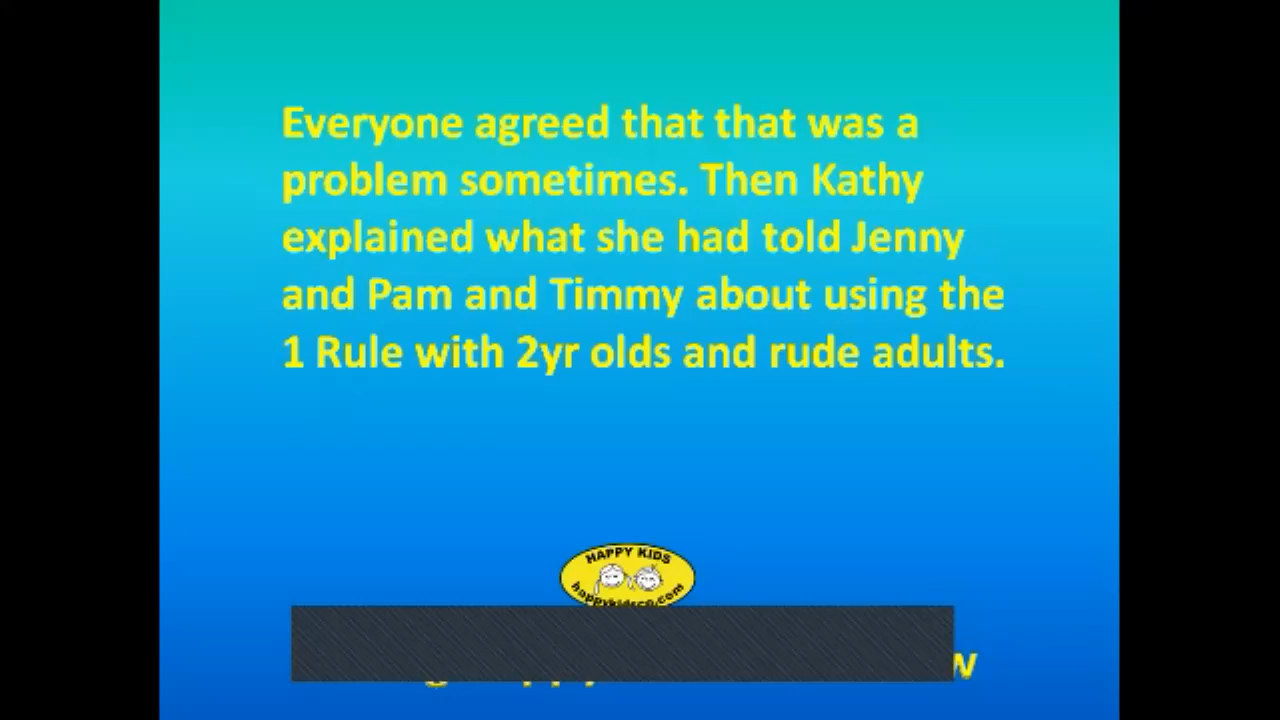 Everyone agreed that that was a
problem sometimes. Then Kathy
explained what she had told Jenny
and Pam and Timmy about using the
1 Rule with 2yr olds and rude adults.
HAPPY KIDS